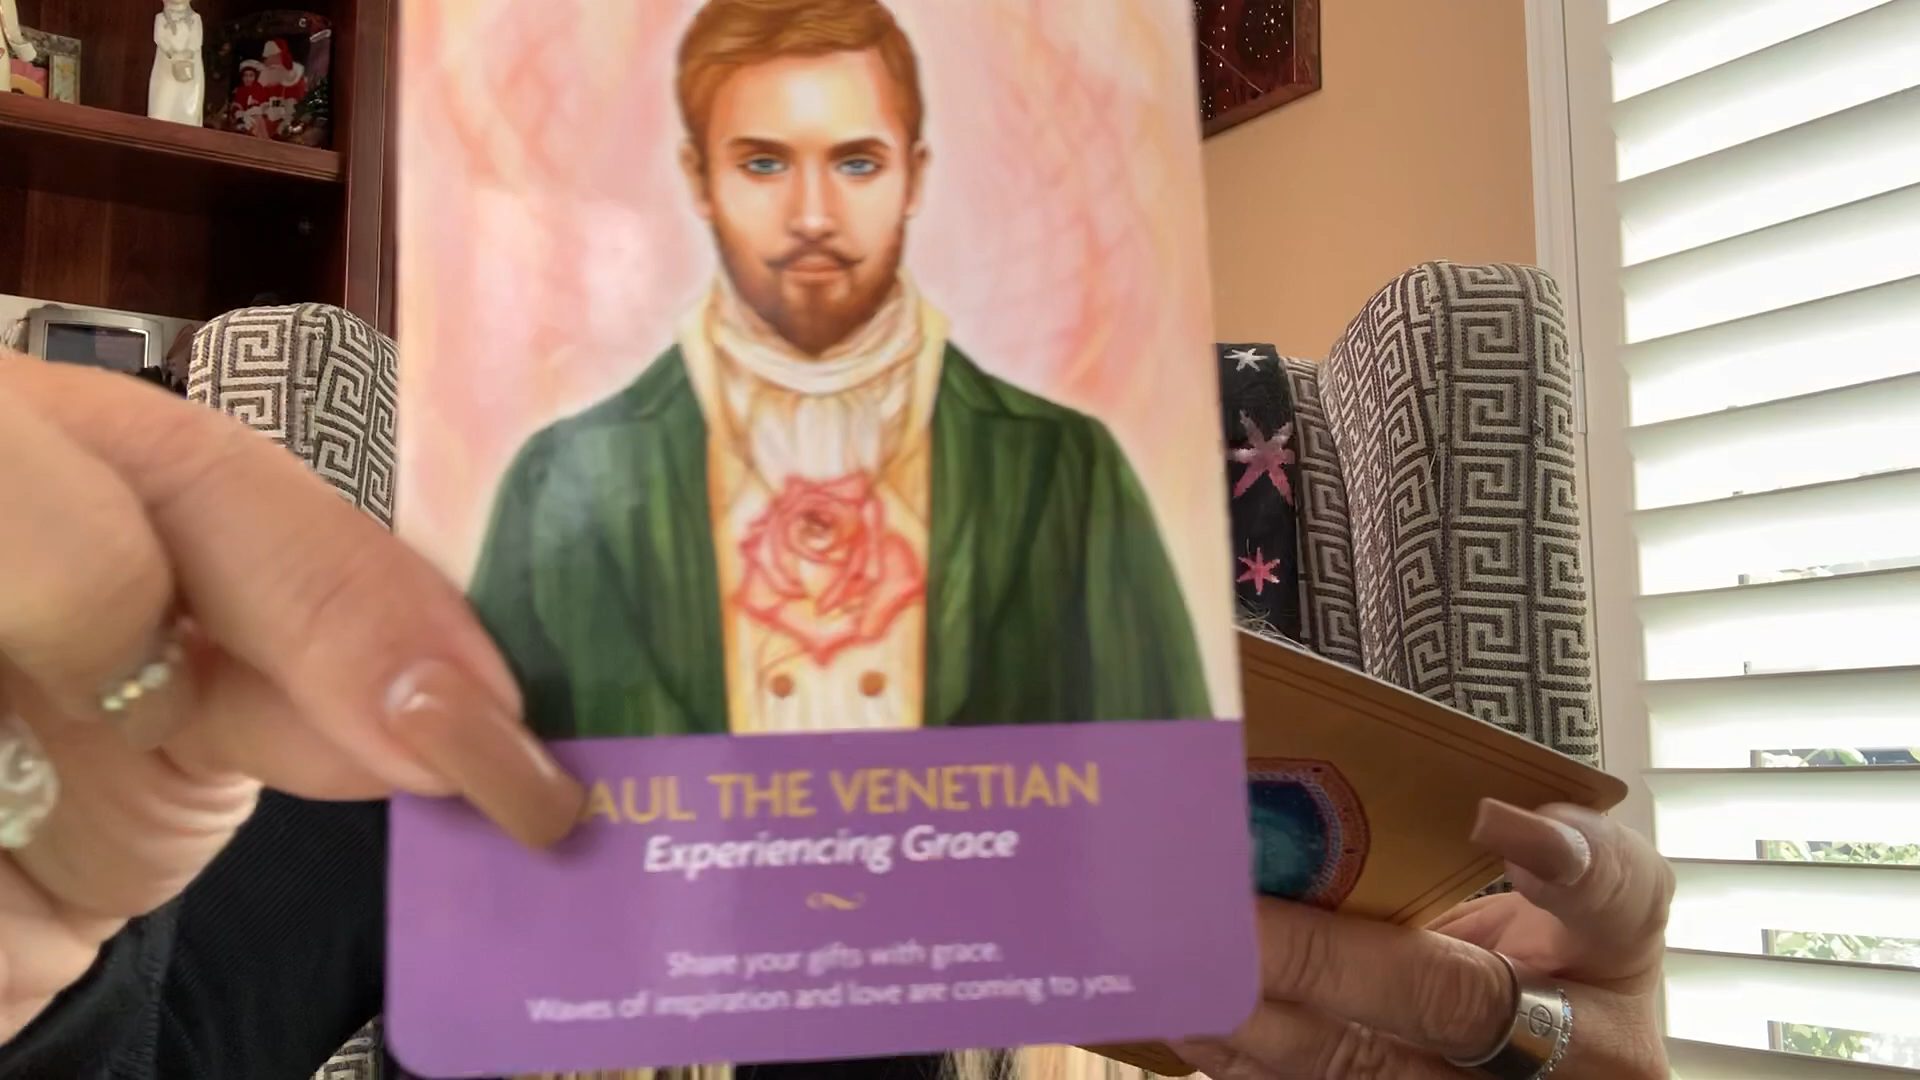 AUL THE VENETIAN
Experiencing Grace
Share your gifts with grace.
Waves of inspiration and love are coming to you.